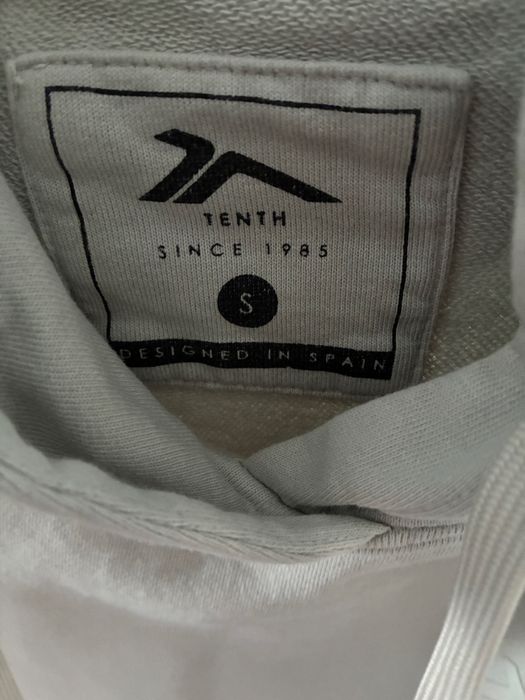 TENTH
SINCE 1985
S
DESIGNED IN SPAIN